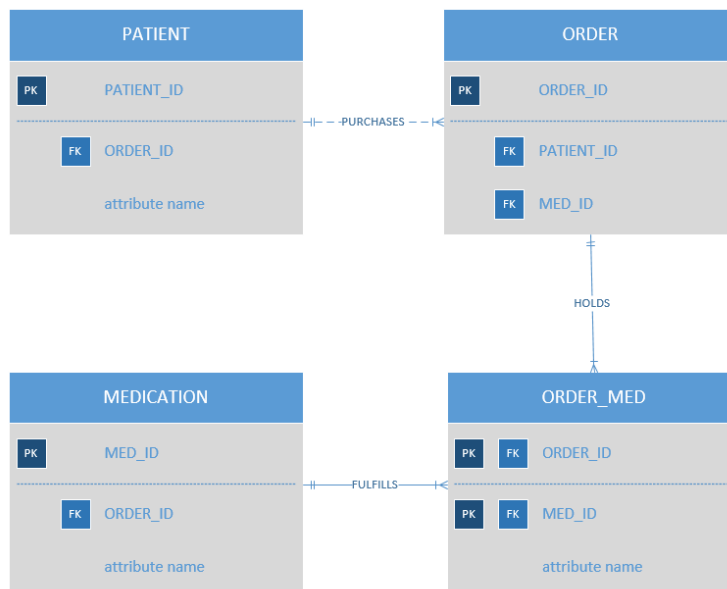 PATIENT
PK PATIENT_ID
FK ORDER_ID
attribute name
PURCHASES
ORDER
PK ORDER_ID
FK PATIENT_ID
FK MED_ID
HOLDS
MEDICATION
PK MED_ID
FK ORDER_ID
attribute name
FULFILLS
ORDER_MED
PK FK ORDER_ID
PK FK MED_ID
attribute name